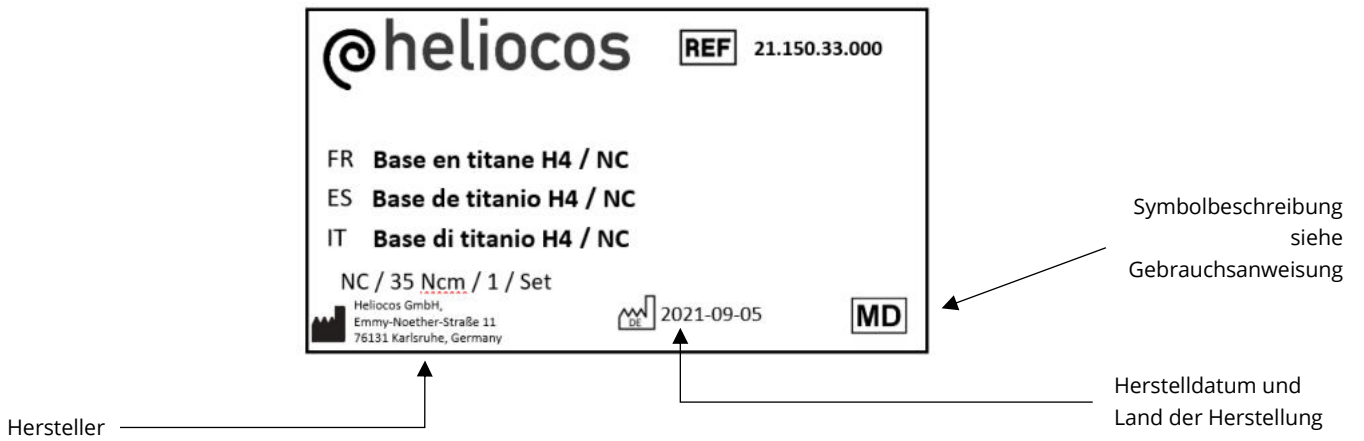 heliocos REF 21.150.33.000
FR Base en titane H4 / NC
ES Base de titanio H4 / NC
IT Base di titanio H4 / NC
NC / 35 Ncm / 1 / Set
Heliocos GmbH,
Emmy-Noether-Straße 11
76131 Karlsruhe, Germany
DE 2021-09-05
MD
Symbolbeschreibung
siehe
Gebrauchsanweisung
Herstelldatum und
Land der Herstellung
Hersteller